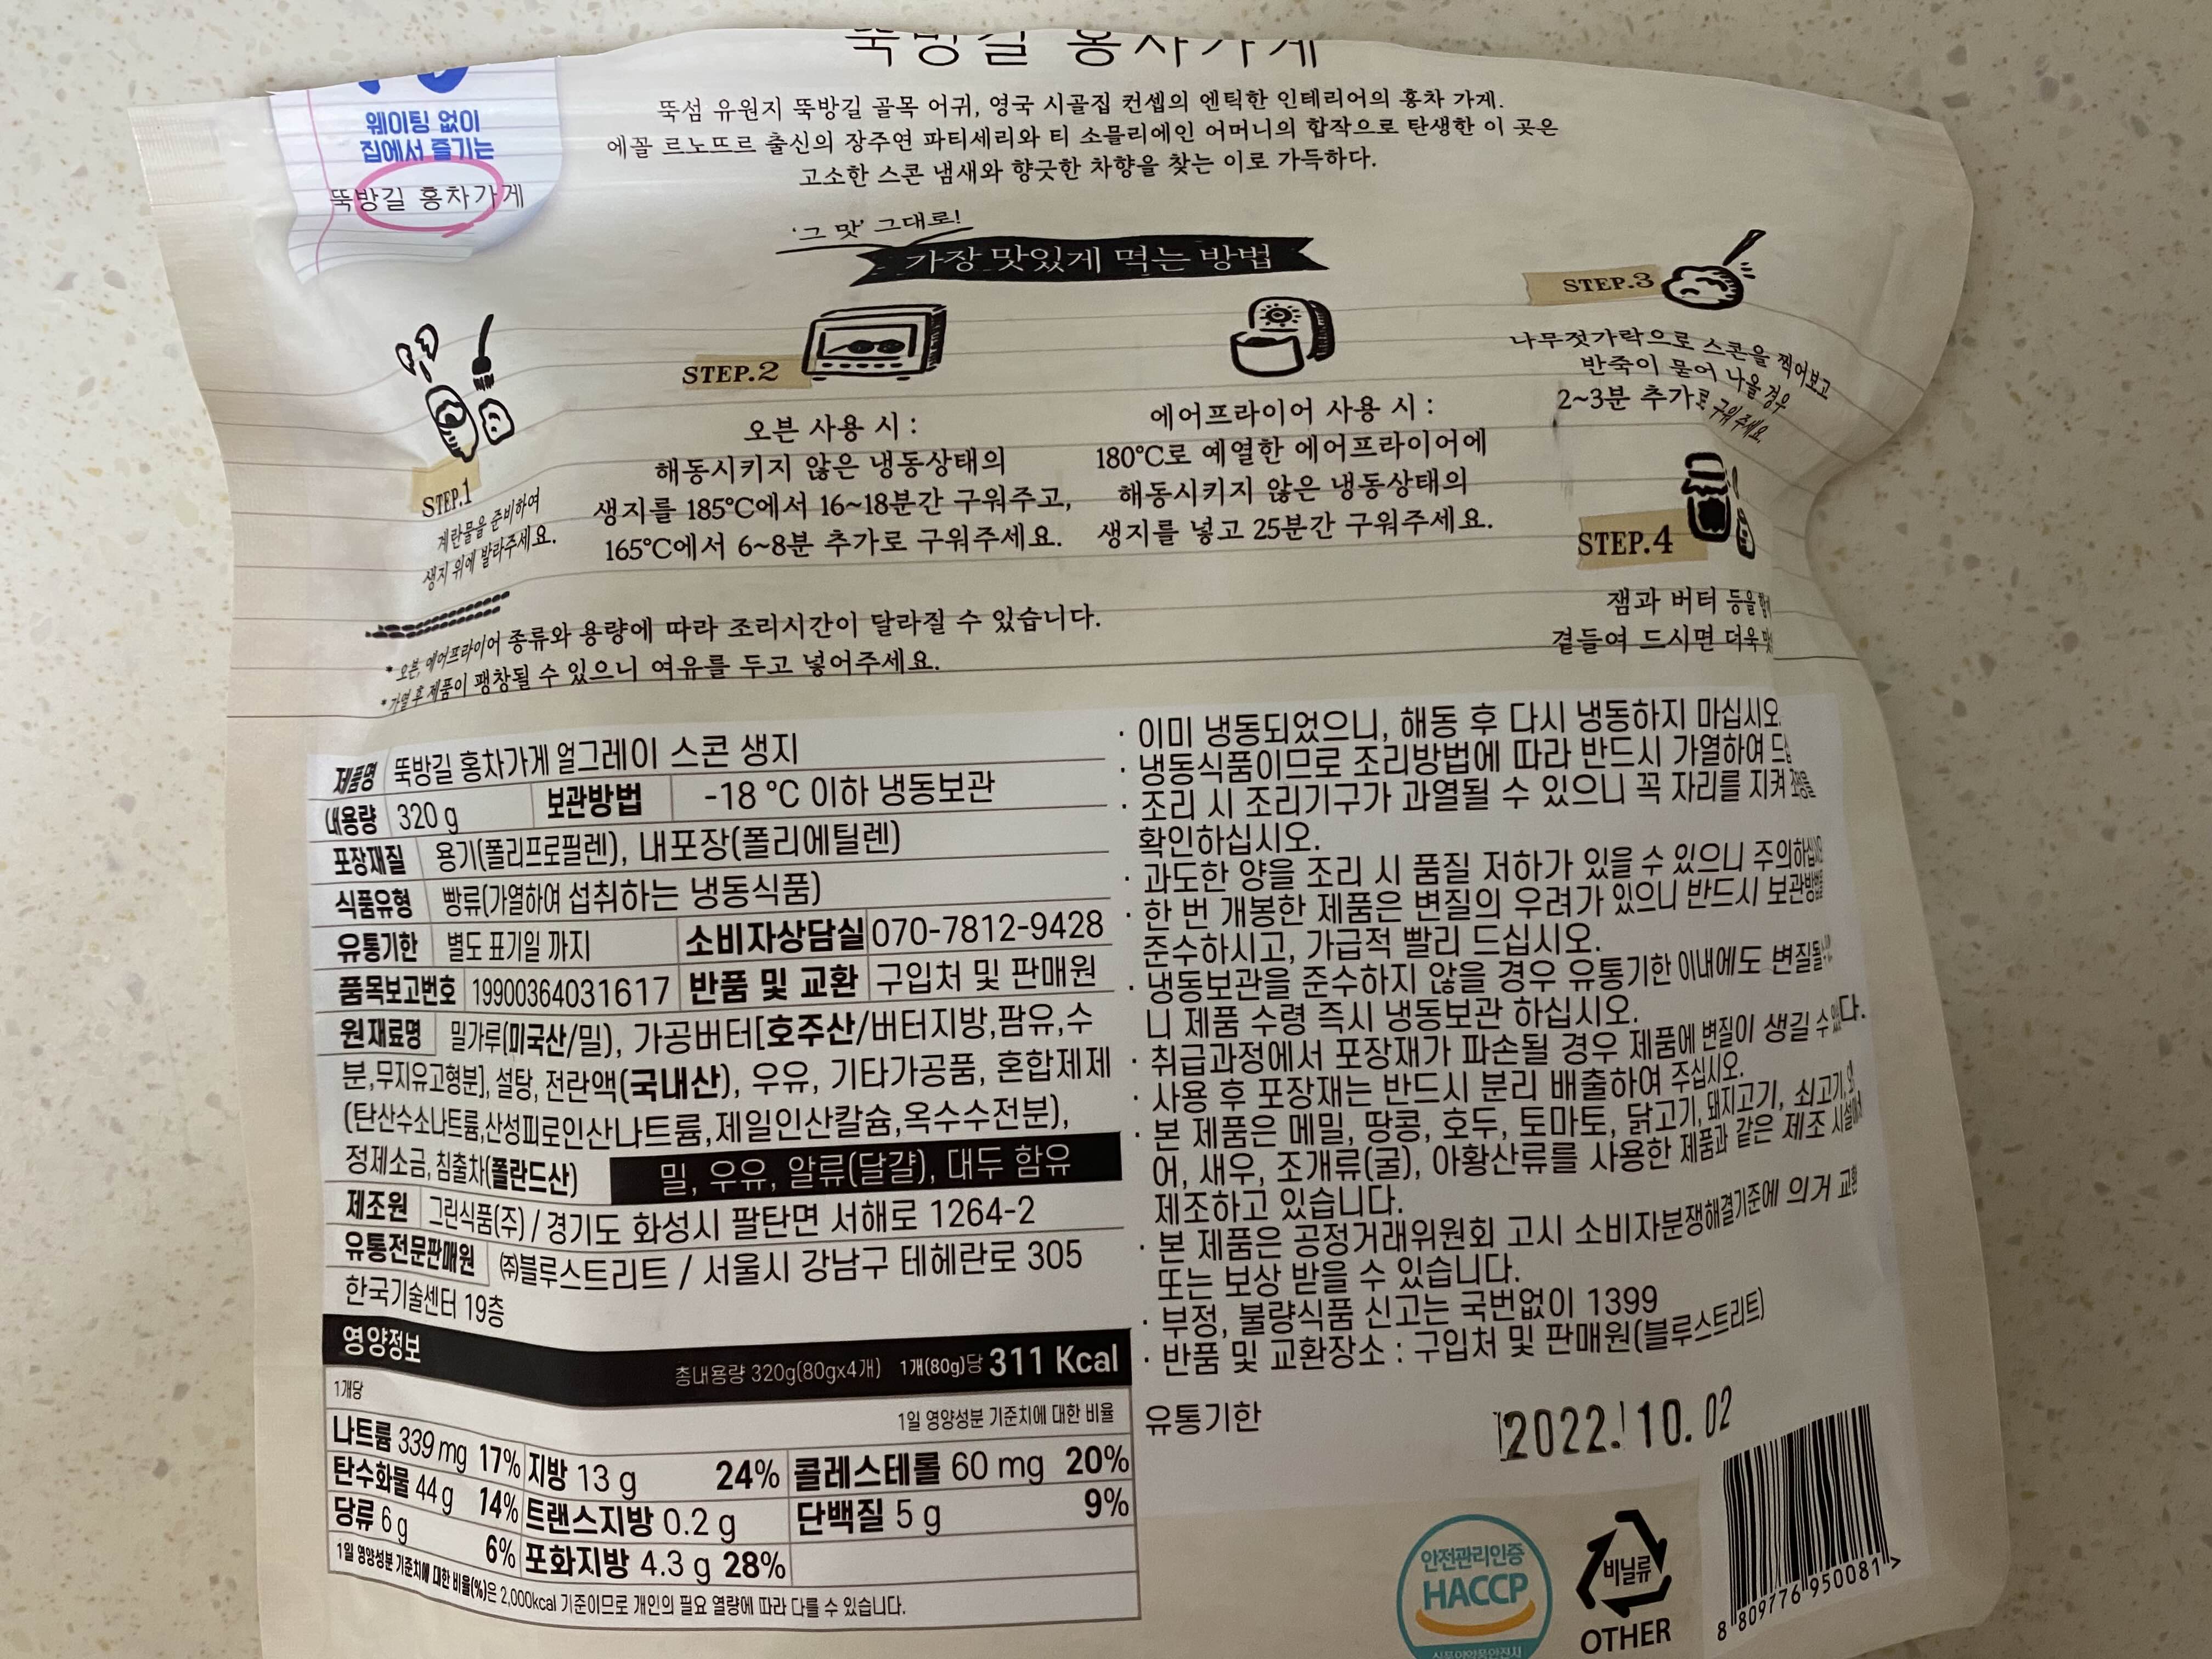 뚝방길 홍차가게
웨이팅 없이
집에서 즐기는
뚝방길 홍차가게
뚝섬 유원지 뚝방길 골목 어귀, 영국 시골집 컨셉의 엔틱한 인테리어의 홍차 가게.
에꼴 르노뜨르 출신의 장주연 파티세리와 티 소믈리에인 어머니의 합작으로 탄생한 이 곳은
고소한 스콘 냄새와 향긋한 차향을 찾는 이로 가득하다.
'그 맛' 그대로!
가장 맛있게 먹는 방법
STEP.1
계란물을 준비하여
생지 위에 발라주세요.
STEP.2
오븐 사용 시 :
해동시키지 않은 냉동상태의
생지를 185°C에서 16~18분간 구워주고,
165°C에서 6~8분 추가로 구워주세요.
에어프라이어 사용 시 :
180°C로 예열한 에어프라이어에
해동시키지 않은 냉동상태의
생지를 넣고 25분간 구워주세요.
STEP.3
나무젓가락으로 스콘을 찍어보고
반죽이 묻어 나올 경우
2~3분 추가로 구워주세요.
STEP.4
잼과 버터 등을
곁들여 드시면 더욱
* 오븐, 에어프라이어 종류와 용량에 따라 조리시간이 달라질 수 있습니다.
* 가열 후 제품이 팽창될 수 있으니 여유를 두고 넣어주세요.
제품명 뚝방길 홍차가게 얼그레이 스콘 생지
내용량 320 g 보관방법 -18 °C 이하 냉동보관
포장재질 용기(폴리프로필렌), 내포장(폴리에틸렌)
식품유형 빵류(가열하여 섭취하는 냉동식품)
유통기한 별도 표기일 까지 소비자상담실 070-7812-9428
품목보고번호 19900364031617 반품 및 교환 구입처 및 판매원
원재료명 밀가루(미국산/밀), 가공버터[호주산/버터지방,팜유,수
분,무지유고형분], 설탕, 전란액(국내산), 우유, 기타가공품, 혼합제제
(탄산수소나트륨,산성피로인산나트륨,제일인산칼슘,옥수수전분),
정제소금, 침출차(폴란드산) 밀, 우유, 알류(달걀), 대두 함유
제조원 그린식품(주) / 경기도 화성시 팔탄면 서해로 1264-2
유통전문판매원 ㈜블루스트리트 / 서울시 강남구 테헤란로 305
한국기술센터 19층
영양정보 총내용량 320g(80gx4개) 1개(80g)당 311 Kcal
1개당 1일 영양성분 기준치에 대한 비율
나트륨 339 mg 17% 지방 13 g 24% 콜레스테롤 60 mg 20%
탄수화물 44 g 14% 트랜스지방 0.2 g 단백질 5 g 9%
당류 6 g 6% 포화지방 4.3 g 28%
1일 영양성분 기준치에 대한 비율(%)은 2,000kcal 기준이므로 개인의 필요 열량에 따라 다를 수 있습니다.
· 이미 냉동되었으니, 해동 후 다시 냉동하지 마십시오.
· 냉동식품이므로 조리방법에 따라 반드시 가열하여
· 조리 시 조리기구가 과열될 수 있으니 꼭 자리를 지켜
확인하십시오.
· 과도한 양을 조리 시 품질 저하가 있을 수 있으니
· 한 번 개봉한 제품은 변질의 우려가 있으니 반드시
준수하시고, 가급적 빨리 드십시오.
· 냉동보관을 준수하지 않을 경우 유통기한 이내에도
니 제품 수령 즉시 냉동보관 하십시오.
· 취급과정에서 포장재가 파손될 경우 제품에 변질이 생길 수
· 사용 후 포장재는 반드시 분리 배출하여 주십시오.
· 본 제품은 메밀, 땅콩, 호두, 토마토, 닭고기, 돼지고기, 쇠고기,
어, 새우, 조개류(굴), 아황산류를 사용한 제품과 같은 제조
제조하고 있습니다.
· 본 제품은 공정거래위원회 고시 소비자분쟁해결기준에 의거
또는 보상 받을 수 있습니다.
· 부정, 불량식품 신고는 국번없이 1399
· 반품 및 교환장소 : 구입처 및 판매원(블루스트리트)
유통기한 2022. 10. 02
안전관리인증
HACCP
식품의약품안전처
비닐류
OTHER
8 809776 950081 >